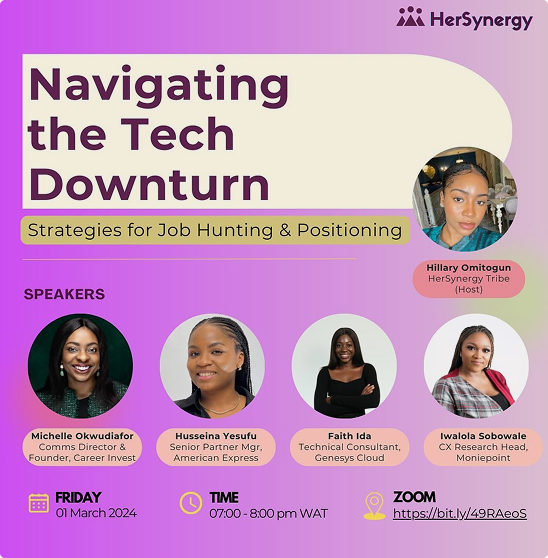 HerSynergy
Navigating
the Tech
Downturn
Strategies for Job Hunting & Positioning
Hillary Omitogun
HerSynergy Tribe
(Host)
SPEAKERS
Michelle Okwudiafor
Comms Director &
Founder, Career Invest
Husseina Yesufu
Senior Partner Mgr,
American Express
Faith Ida
Technical Consultant,
Genesys Cloud
Iwalola Sobowale
CX Research Head,
Moniepoint
FRIDAY
01 March 2024
TIME
07:00 - 8:00 pm WAT
ZOOM
https://bit.ly/49RAeoS